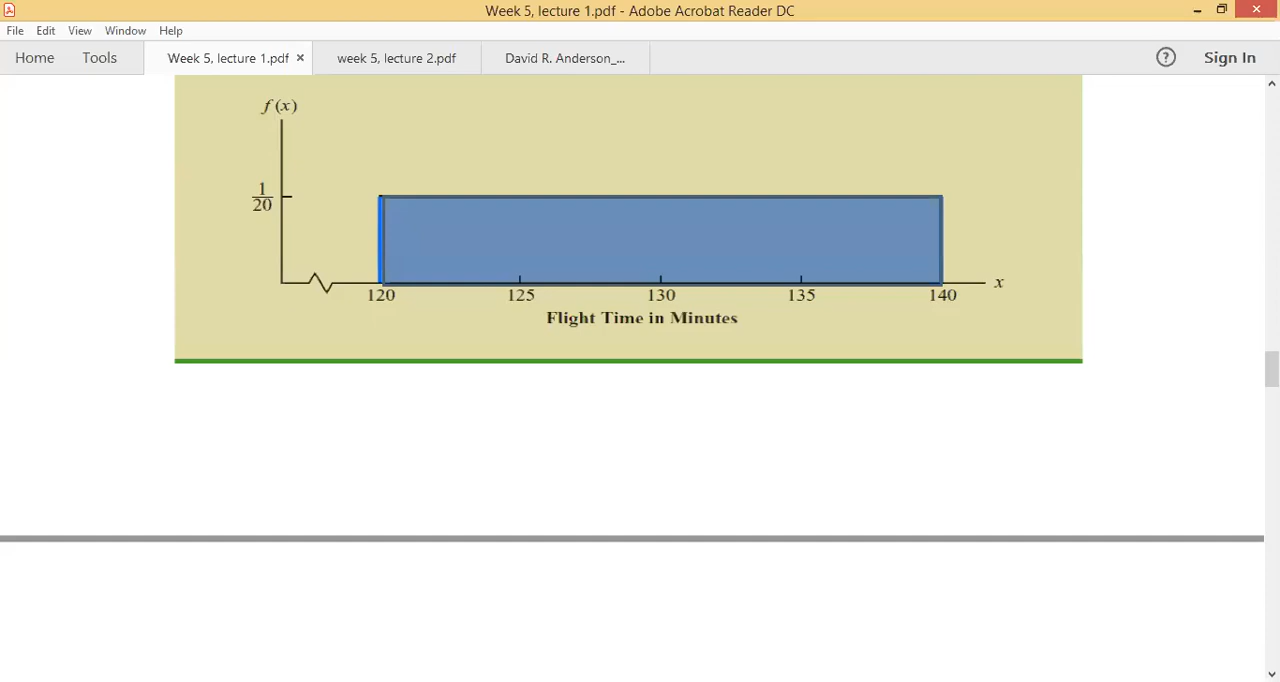 Week 5, lecture 1.pdf - Adobe Acrobat Reader DC
File Edit View Window Help
Home Tools Week 5, lecture 1.pdf × week 5, lecture 2.pdf David R. Anderson_... ? Sign In
f(x)
1
20
120 125 130 135 140 x
Flight Time in Minutes